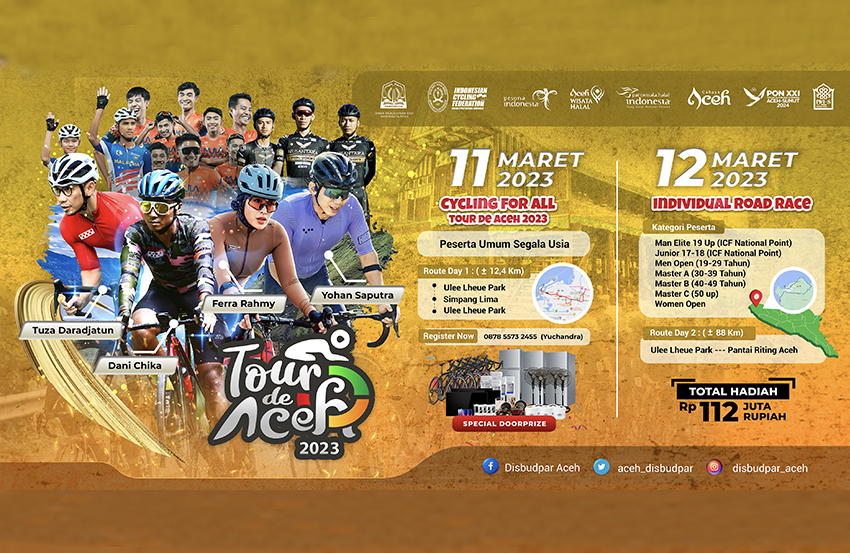 INDONESIAN
CYCLING
FEDERATION
pesona
indonesia
Aceh
WISATA
HALAL
pariwisata halal
indonesia
Cahaya
Aceh
PON XXI
ACEH-SUMUT
2024
11 MARET
2023
CYCLING FOR ALL
TOUR DE ACEH 2023
Peserta Umum Segala Usia
Route Day 1 : ( ± 12,4 Km)
Ulee Lheue Park
Simpang Lima
Ulee Lheue Park
Register Now
0878 5573 2455 (Yuchandra)
SPECIAL DOORPRIZE
12 MARET
2023
INDIVIDUAL ROAD RACE
Kategori Peserta
Man Elite 19 Up (ICF National Point)
Junior 17-18 (ICF National Point)
Men Open (19-29 Tahun)
Master A (30-39 Tahun)
Master B (40-49 Tahun)
Master C (50 up)
Women Open
Route Day 2 : ( ± 88 Km)
Ulee Lheue Park --- Pantai Riting Aceh
TOTAL HADIAH
Rp 112 JUTA
RUPIAH
MALAYSIA
Yohan Saputra
Ferra Rahmy
Tuza Daradjatun
Dani Chika
Tour
de
Aceh
2023
Disbudpar Aceh
aceh_disbudpar
disbudpar_aceh